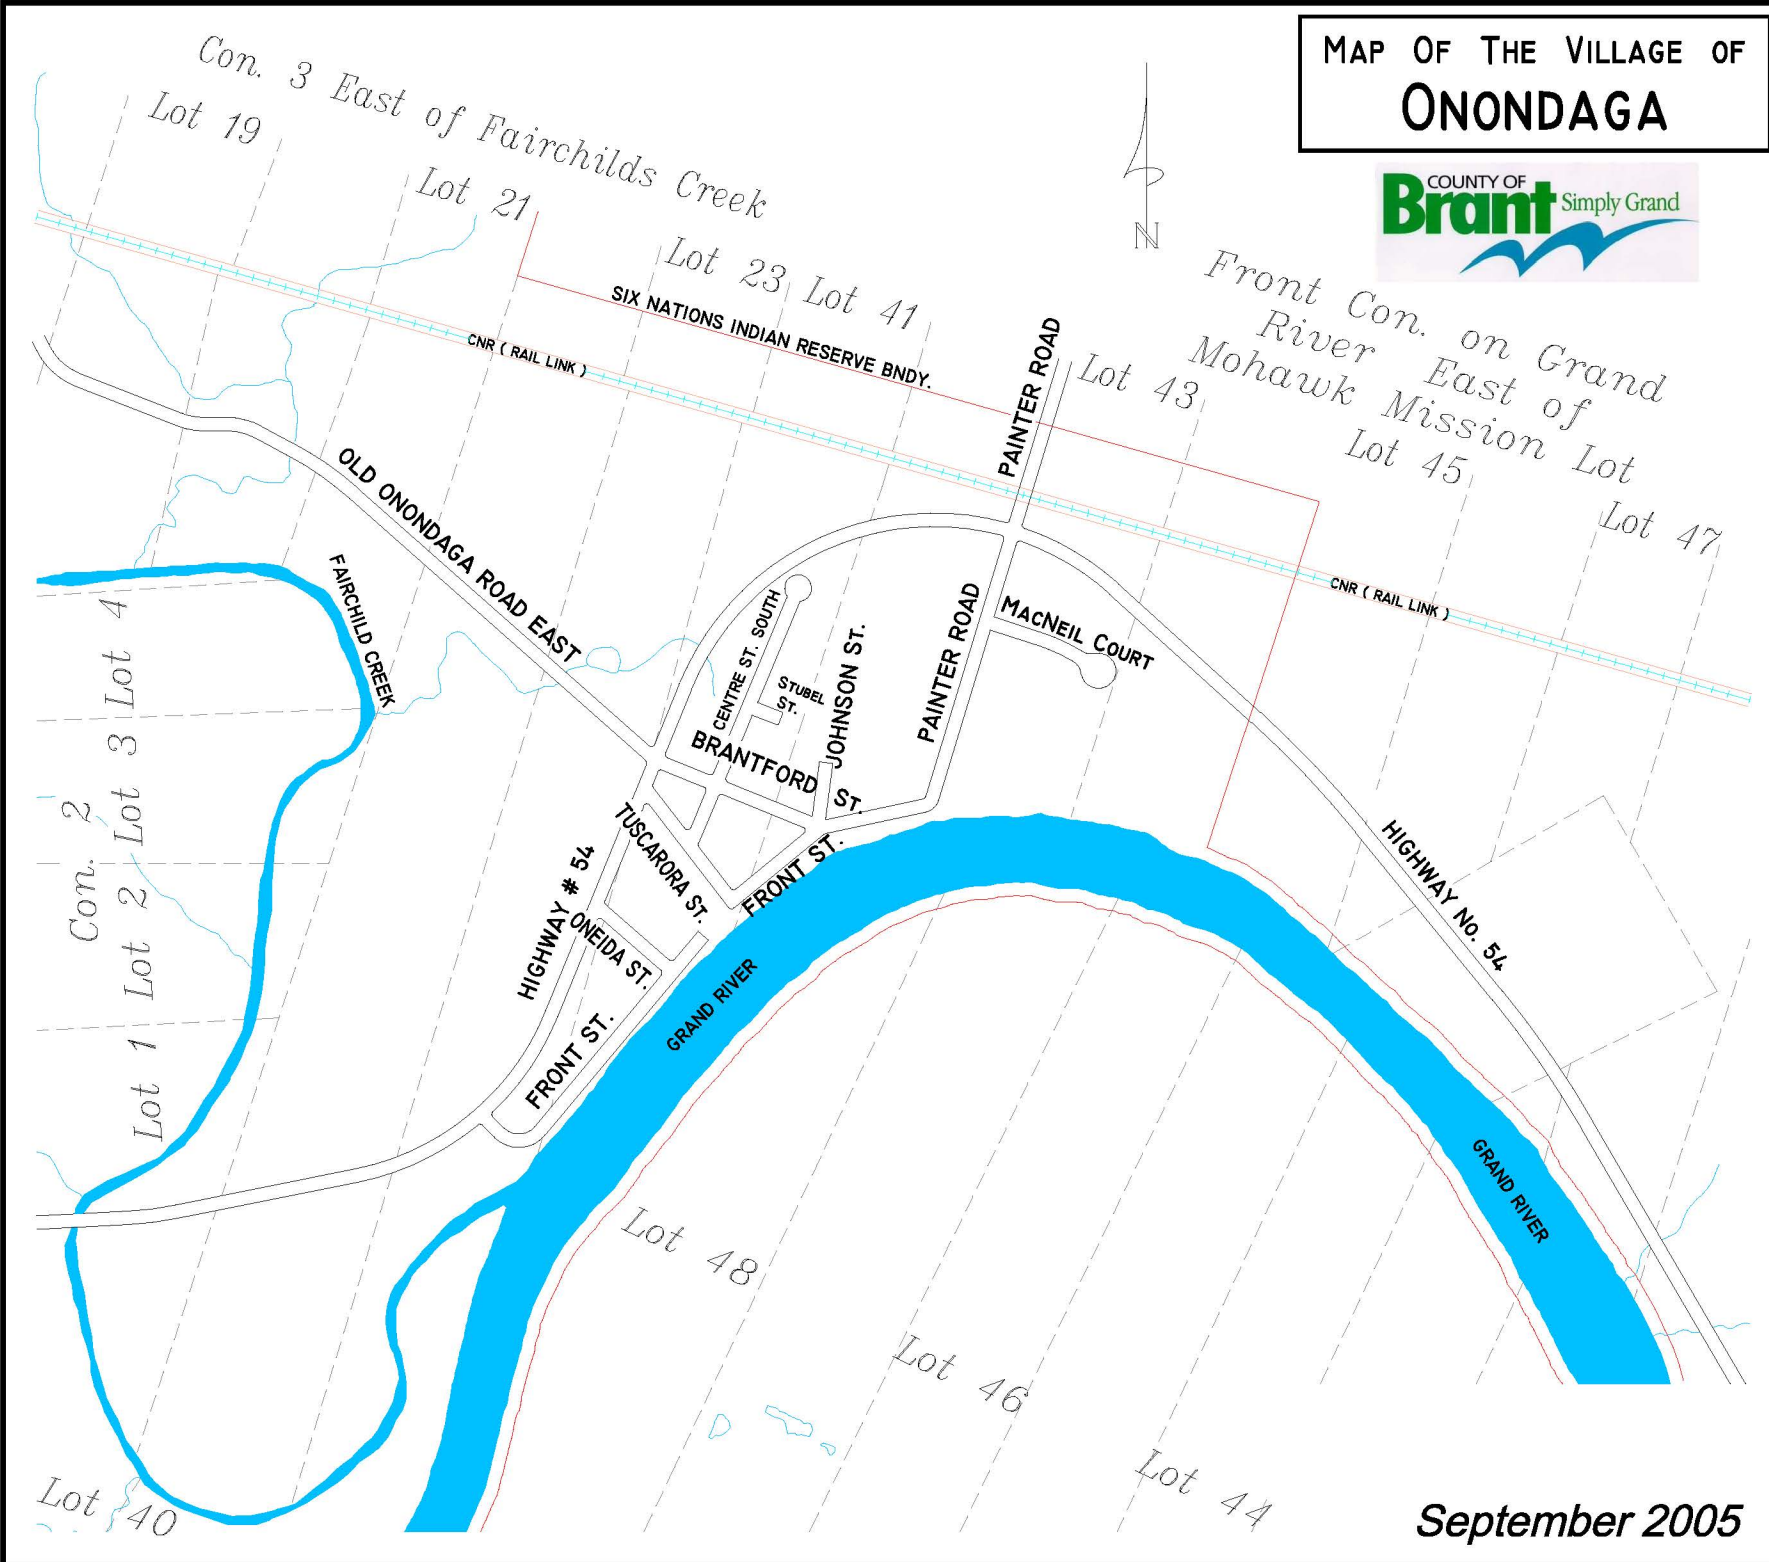 MAP OF THE VILLAGE OF
ONONDAGA
COUNTY OF
Brant Simply Grand
N
Con. 3 East of Fairchilds Creek
Lot 19
Lot 21
Lot 23
Lot 41
Lot 43
Front Con. on Grand
River East of
Mohawk Mission Lot
Lot 45
Lot 47
SIX NATIONS INDIAN RESERVE BNDY.
CNR ( RAIL LINK )
PAINTER ROAD
OLD ONONDAGA ROAD EAST
FAIRCHILD CREEK
CNR ( RAIL LINK )
MACNEIL COURT
PAINTER ROAD
CENTRE ST. SOUTH
STUBEL
ST.
JOHNSON ST.
BRANTFORD ST.
TUSCARORA ST.
FRONT ST.
HIGHWAY # 54
ONEIDA ST.
FRONT ST.
GRAND RIVER
HIGHWAY No. 54
GRAND RIVER
Con. 2
Lot 1 Lot 2 Lot 3 Lot 4
Lot 48
Lot 46
Lot 44
Lot 40
September 2005